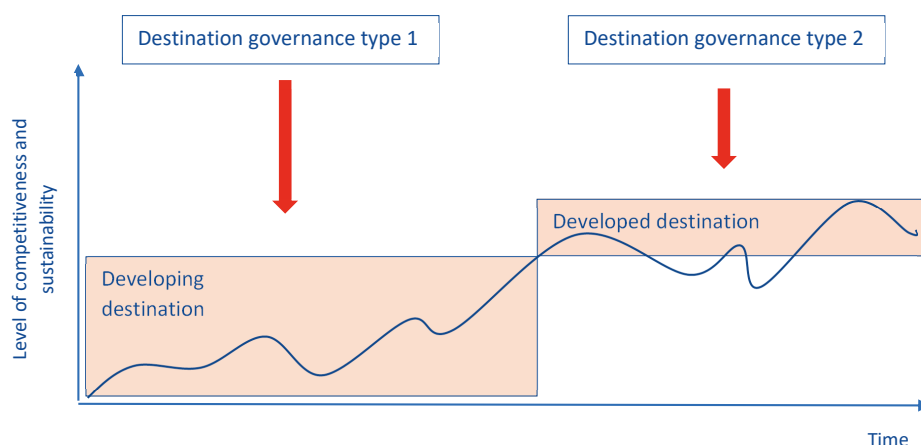 Destination governance type 1
Destination governance type 2
Level of competitiveness and
sustainability
Developing
destination
Developed destination
Time